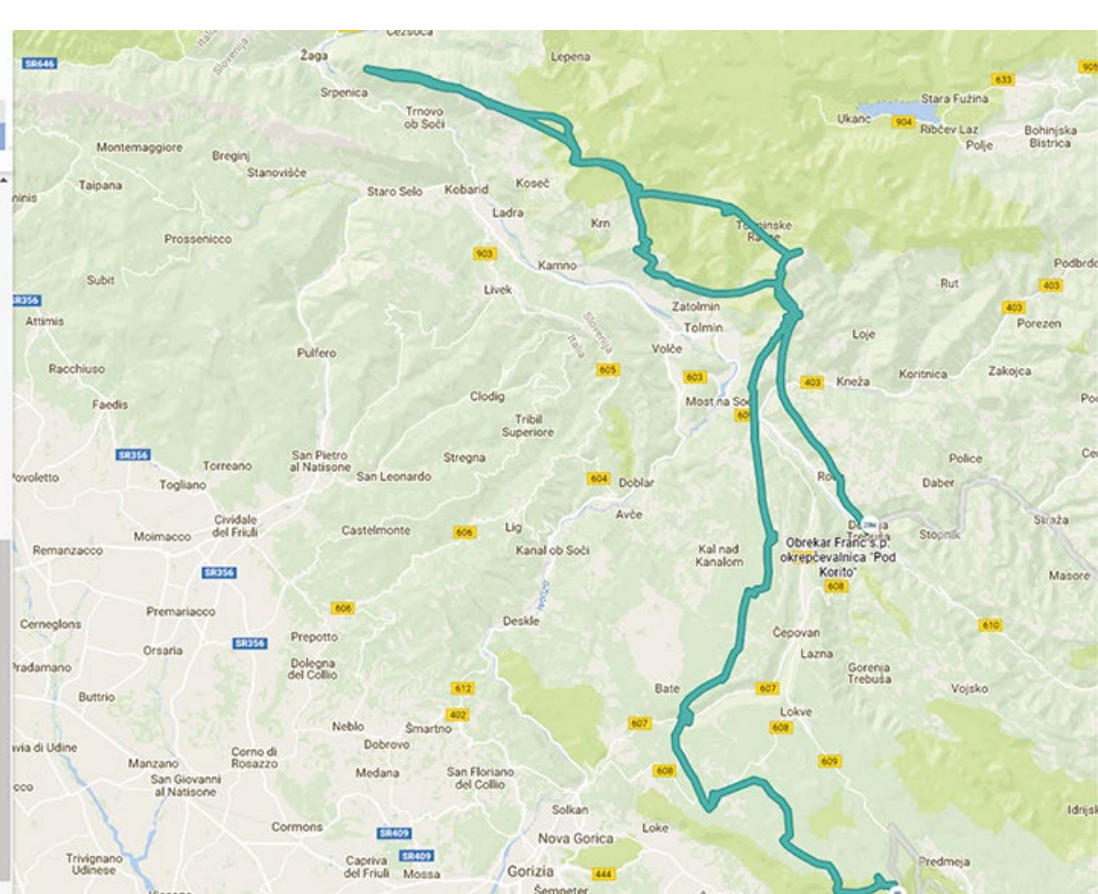 Čezsoča
Italija
Slovenija
Žaga
Lepena
SR646
633
Srpenica
Stara Fužina
Trnovo
ob Soči
Ukanc
904
Ribčev Laz
Bohinjska
Bistrica
Polje
Montemaggiore
Breginj
Stanovišče
Taipana
Staro Selo
Kobarid
Koseč
Ladra
Krn
Prossenicco
903
Kamno
Subit
Livek
Rut
403
SR356
Zatolmin
403
Attimis
Slovenija
Italia
Tolmin
Porezen
Loje
Pulfero
Volče
Racchiuso
605
603
403
Kneža
Koritnica
Zakojca
Clodig
Faedis
Tribil
Superiore
SR356
San Pietro
al Natisone
Stregna
Police
Torreano
San Leonardo
604
Doblar
Daber
Povoletto
Togliano
Avče
Cividale
del Friuli
Moimacco
Castelmonte
606
Lig
Straža
Stopnik
Remanzacco
Kanal ob Soči
Kal nad
Kanalom
Obrekar Franc s.p.
okrepčevalnica "Pod
Korito"
SR356
Masore
608
606
Premariacco
Cerneglons
Deskle
610
Prepotto
Čepovan
SR356
Orsaria
Lazna
Dolegna
del Collio
Gorenja
Trebuša
Pradamano
Buttrio
612
Bate
607
Vojsko
402
Neblo
Šmartno
607
Lokve
608
Dobrovo
Manzano
Corno di
Rosazzo
Medana
San Floriano
del Collio
608
609
San Giovanni
al Natisone
Solkan
Cormons
SR409
Loke
Nova Gorica
Trivignano
Udinese
Capriva
del Friuli
SR409
Mossa
Gorizia
444
Predmeja
Šempeter